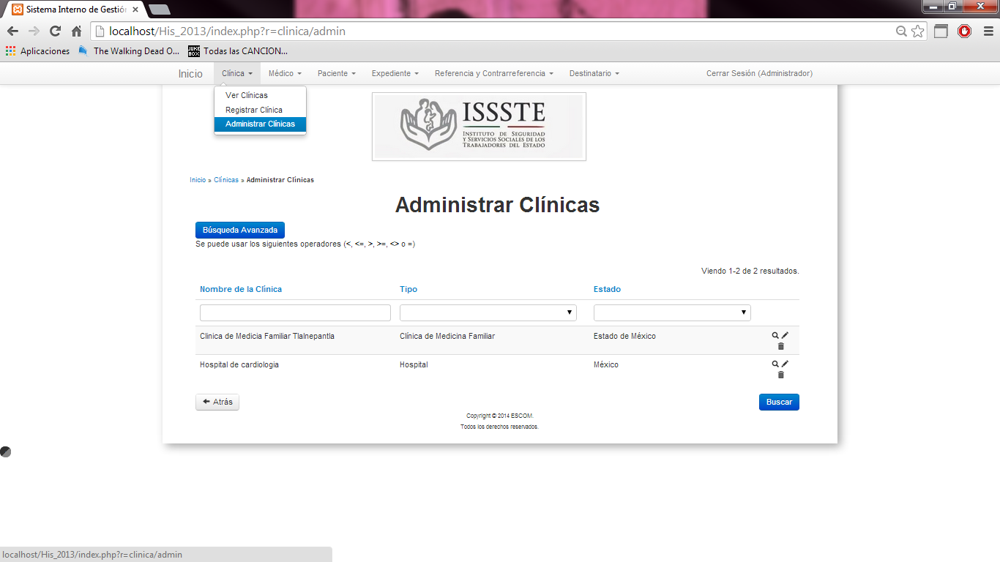 Sistema Interno de Gestión
localhost/His_2013/index.php?r=clinica/admin
Aplicaciones The Walking Dead O... JUKE BOX Todas las CANCION...
Inicio Clínica Médico Paciente Expediente Referencia y Contrarreferencia Destinatario Cerrar Sesión (Administrador)
Ver Clínicas
Registrar Clínica
Administrar Clínicas
ISSSTE
INSTITUTO DE SEGURIDAD
Y SERVICIOS SOCIALES DE LOS
TRABAJADORES DEL ESTADO
Inicio » Clínicas » Administrar Clínicas
Administrar Clínicas
Búsqueda Avanzada
Se puede usar los siguientes operadores (<, <=, >, >=, <> o =)
Viendo 1-2 de 2 resultados.
Nombre de la Clínica Tipo Estado
Clinica de Medicia Familiar Tlalnepantla Clínica de Medicina Familiar Estado de México
Hospital de cardiologia Hospital México
Atrás Buscar
Copyright © 2014 ESCOM.
Todos los derechos reservados.
localhost/His_2013/index.php?r=clinica/admin